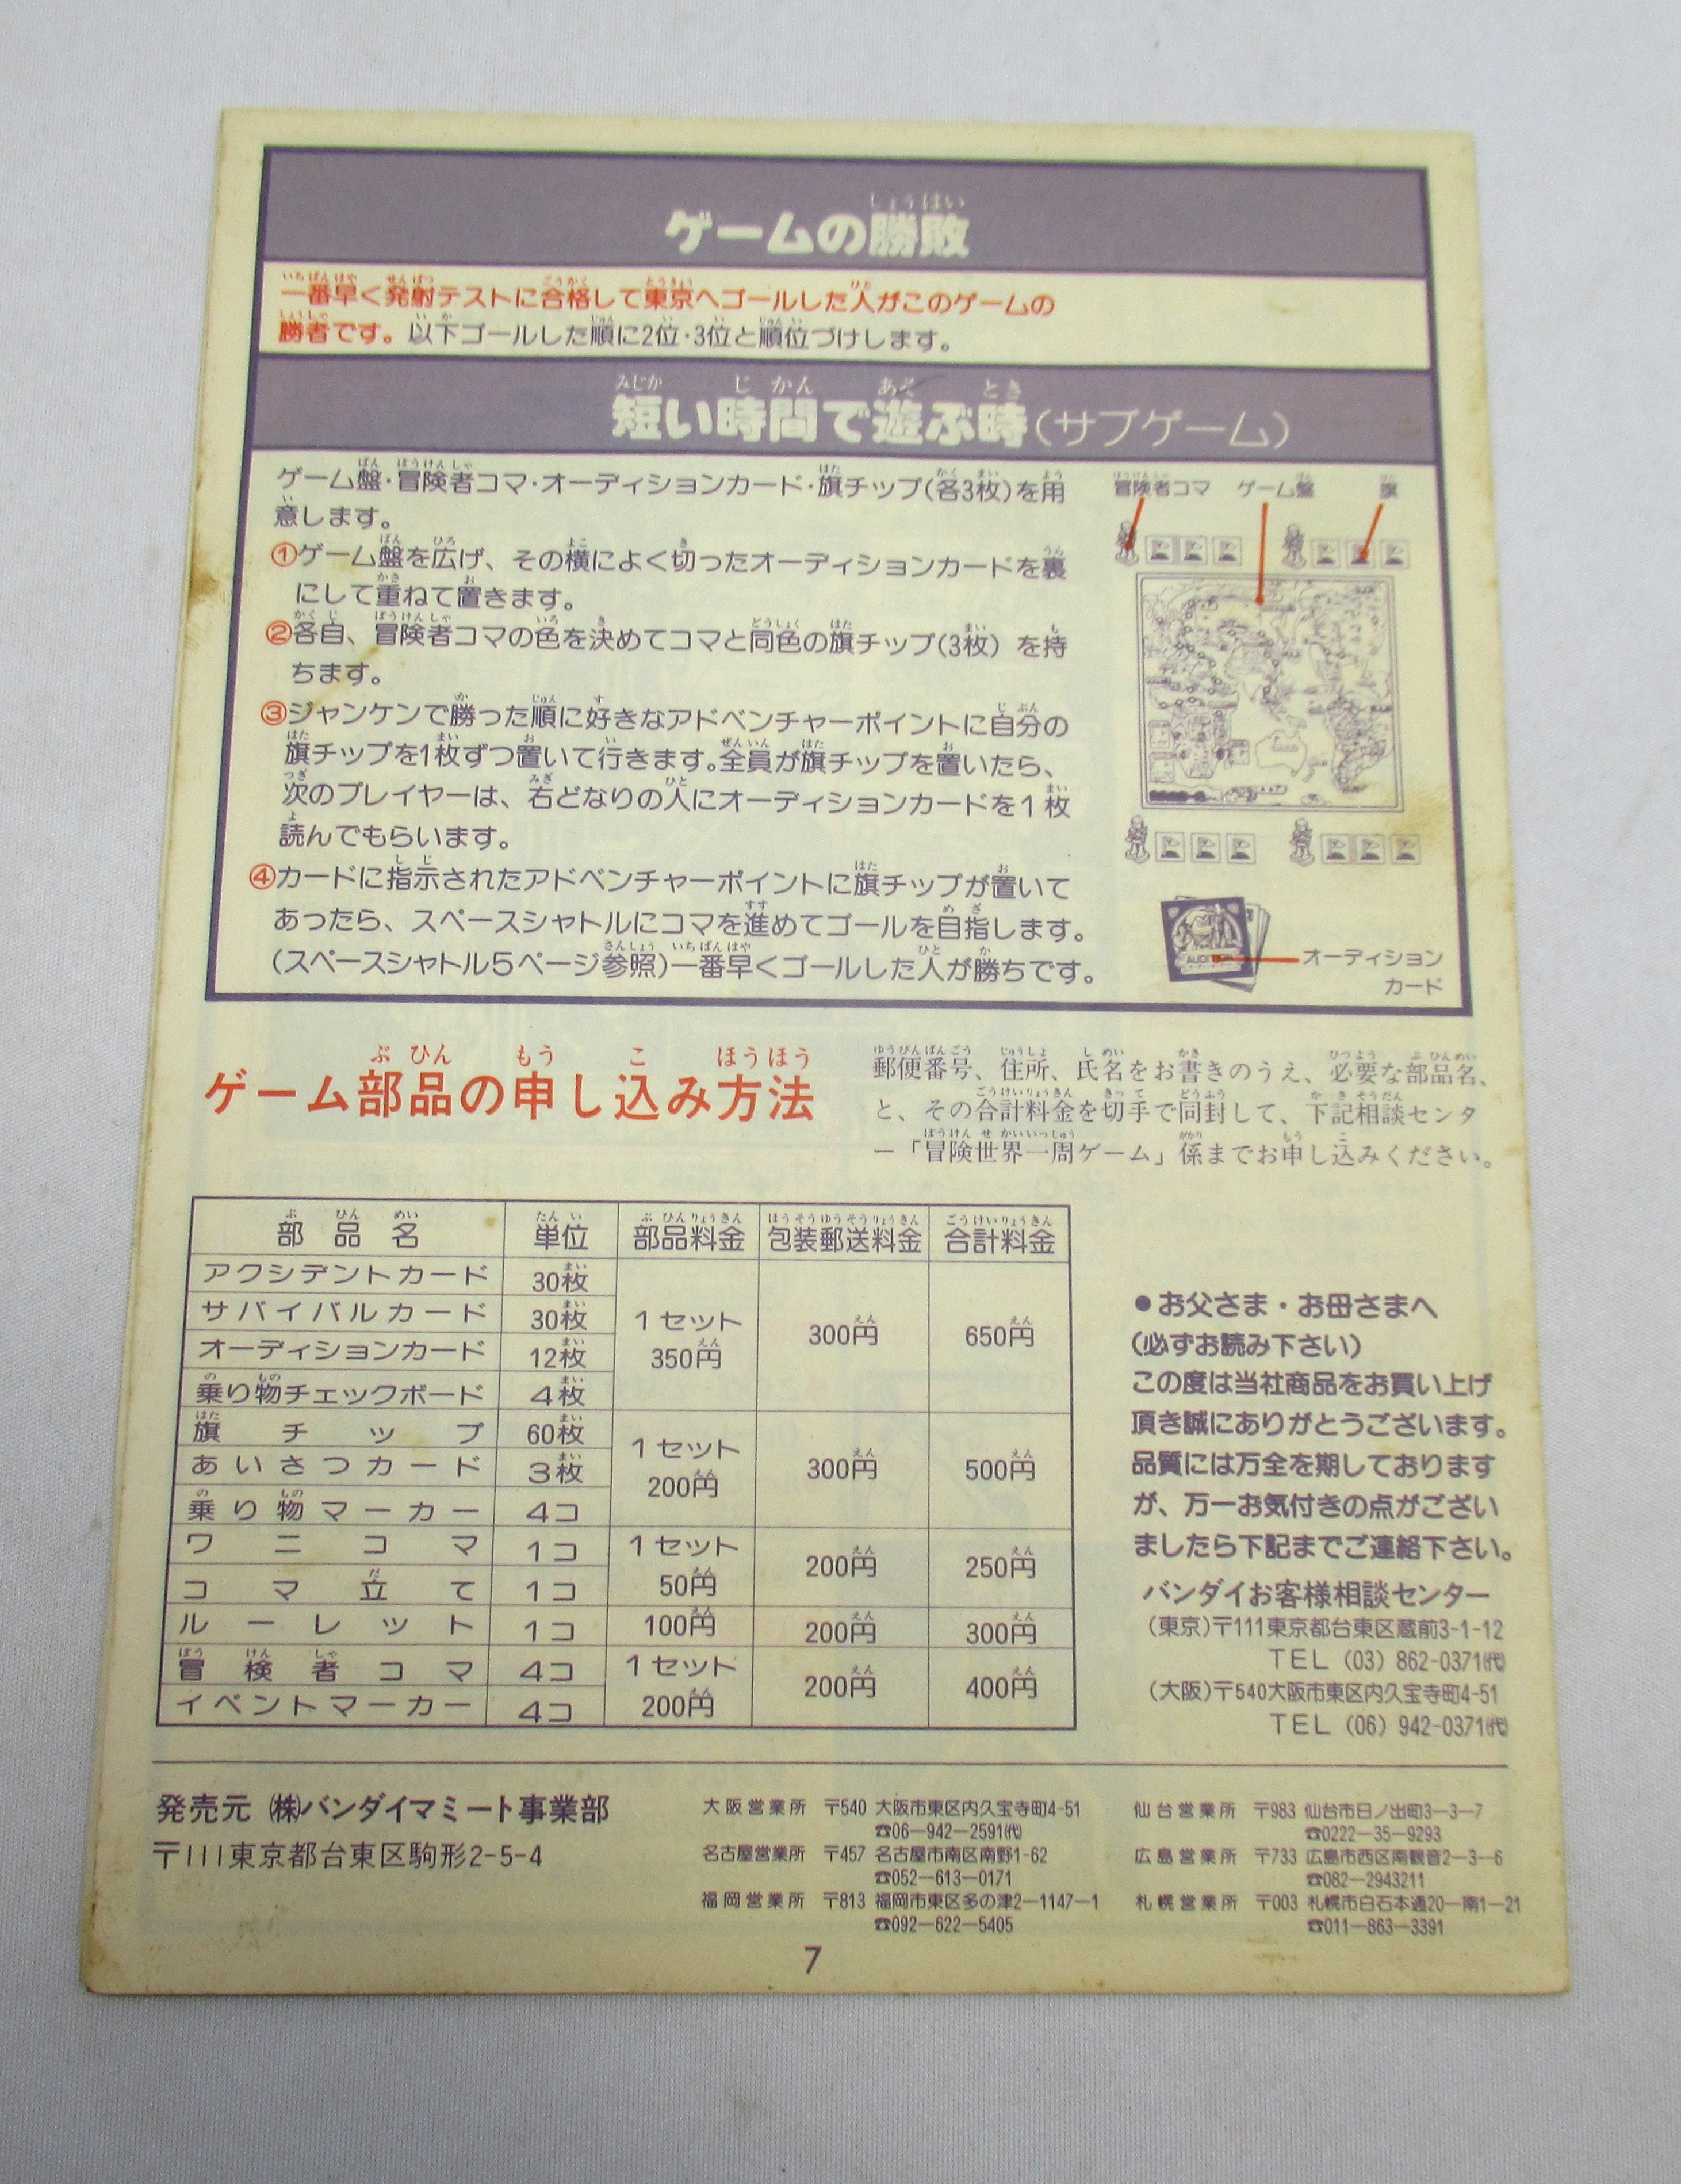 ゲームの勝敗
一番早く発射テストに合格して東京へゴールした人がこのゲームの
勝者です。以下ゴールした順に2位・3位と順位づけします。
短い時間で遊ぶ時(サブゲーム)
ゲーム盤・冒険者コマ・オーディションカード・旗チップ(各3枚)を用
意します。
①ゲーム盤を広げ、その横によく切ったオーディションカードを裏
にして重ねて置きます。
②各自、冒険者コマの色を決めてコマと同色の旗チップ(3枚)を持
ちます。
③ジャンケンで勝った順に好きなアドベンチャーポイントに自分の
旗チップを1枚ずつ置いて行きます。全員が旗チップを置いたら、
次のプレイヤーは、右どなりの人にオーディションカードを1枚
読んでもらいます。
④カードに指示されたアドベンチャーポイントに旗チップが置いて
あったら、スペースシャトルにコマを進めてゴールを目指します。
(スペースシャトル5ページ参照)一番早くゴールした人が勝ちです。
冒険者コマ ゲーム盤 旗
オーディション
カード
ゲーム部品の申し込み方法
郵便番号、住所、氏名をお書きのうえ、必要な部品名、
と、その合計料金を切手で同封して、下記相談センタ
ー「冒険世界一周ゲーム」係までお申し込みください。
部品名 単位 部品料金 包装郵送料金 合計料金
アクシデントカード 30枚
サバイバルカード 30枚
オーディションカード 12枚
乗り物チェックボード 4枚
1セット 350円 300円 650円
旗チップ 60枚
あいさつカード 3枚
乗り物マーカー 4コ
1セット 200円 300円 500円
ワニコマ 1コ
コマ立て 1コ
1セット 50円 200円 250円
ルーレット 1コ 100円 200円 300円
冒検者コマ 4コ
イベントマーカー 4コ
1セット 200円 200円 400円
●お父さま・お母さまへ
(必ずお読み下さい)
この度は当社商品をお買い上げ
頂き誠にありがとうございます。
品質には万全を期しております
が、万一お気付きの点がござい
ましたら下記までご連絡下さい。
バンダイお客様相談センター
(東京)〒111東京都台東区蔵前3-1-12
TEL (03) 862-0371㈹
(大阪)〒540大阪市東区内久宝寺町4-51
TEL (06) 942-0371㈹
発売元 ㈱バンダイマミート事業部
〒111東京都台東区駒形2-5-4
大阪営業所 〒540 大阪市東区内久宝寺町4-51
☎06-942-2591㈹
名古屋営業所 〒457 名古屋市南区南野1-62
☎052-613-0171
福岡営業所 〒813 福岡市東区多の津2-1147-1
☎092-622-5405
仙台営業所 〒983 仙台市日ノ出町3-3-7
☎0222-35-9293
広島営業所 〒733 広島市西区南観音2-3-6
☎082-2943211
札幌営業所 〒003 札幌市白石本通20-南1-21
☎011-863-3391
7